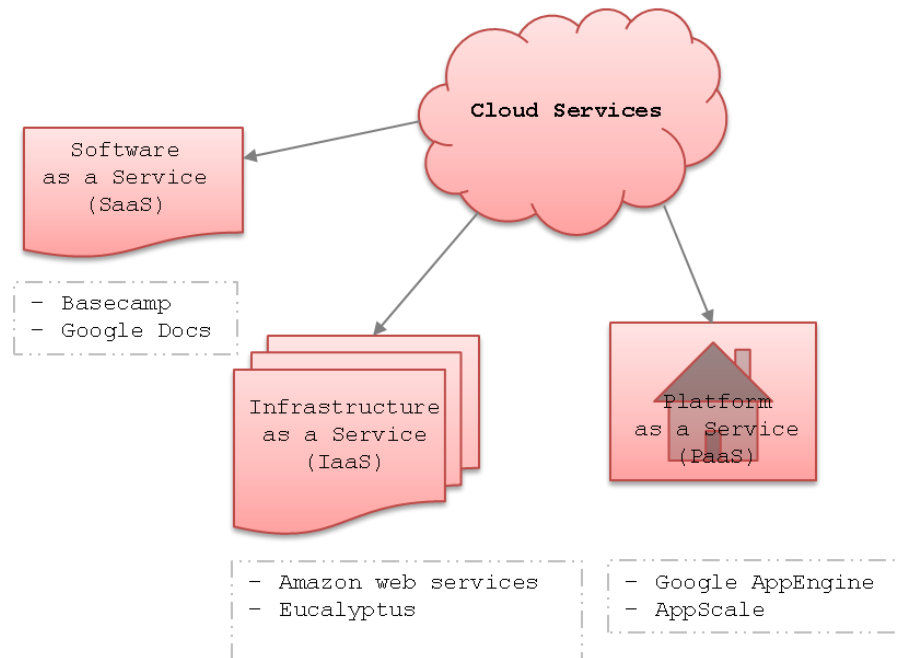 Cloud Services
Software
as a Service
(SaaS)
- Basecamp
- Google Docs
Infrastructure
as a Service
(IaaS)
- Amazon web services
- Eucalyptus
Platform
as a Service
(PaaS)
- Google AppEngine
- AppScale